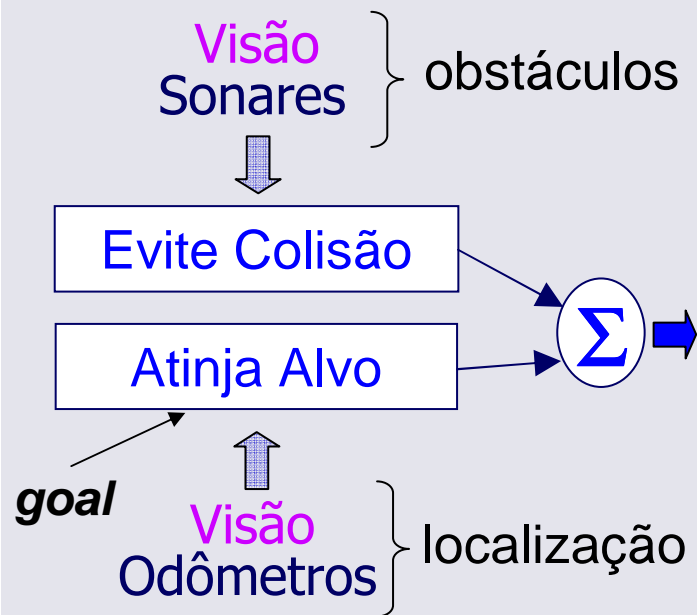 Visão
Sonares
obstáculos
Evite Colisão
Atinja Alvo
Σ
goal
Visão
Odômetros
localização